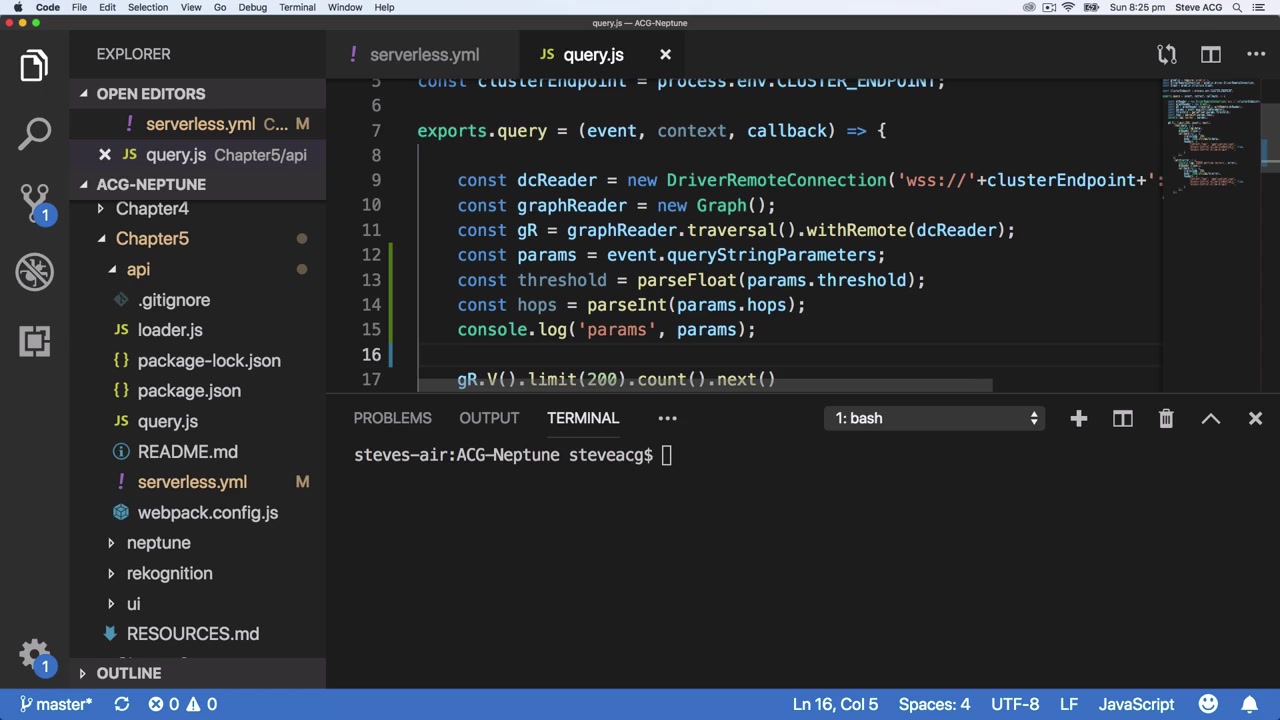 Code File Edit Selection View Go Debug Terminal Window Help Sun 8:25 pm Steve ACG
query.js — ACG-Neptune
EXPLORER
OPEN EDITORS
! serverless.yml C... M
JS query.js Chapter5/api
ACG-NEPTUNE
Chapter4
Chapter5
api
.gitignore
JS loader.js
{} package-lock.json
{} package.json
JS query.js
README.md
! serverless.yml M
webpack.config.js
neptune
rekognition
ui
RESOURCES.md
OUTLINE
1
1
! serverless.yml
JS query.js
5 const clusterEndpoint = process.env.CLUSTER_ENDPOINT;
6
7 exports.query = (event, context, callback) => {
8
9 const dcReader = new DriverRemoteConnection('wss://'+clusterEndpoint+':
10 const graphReader = new Graph();
11 const gR = graphReader.traversal().withRemote(dcReader);
12 const params = event.queryStringParameters;
13 const threshold = parseFloat(params.threshold);
14 const hops = parseInt(params.hops);
15 console.log('params', params);
16
17 gR.V().limit(200).count().next()
PROBLEMS OUTPUT TERMINAL ••• 1: bash
steves-air:ACG-Neptune steveacg$
master* 0 0 Ln 16, Col 5 Spaces: 4 UTF-8 LF JavaScript